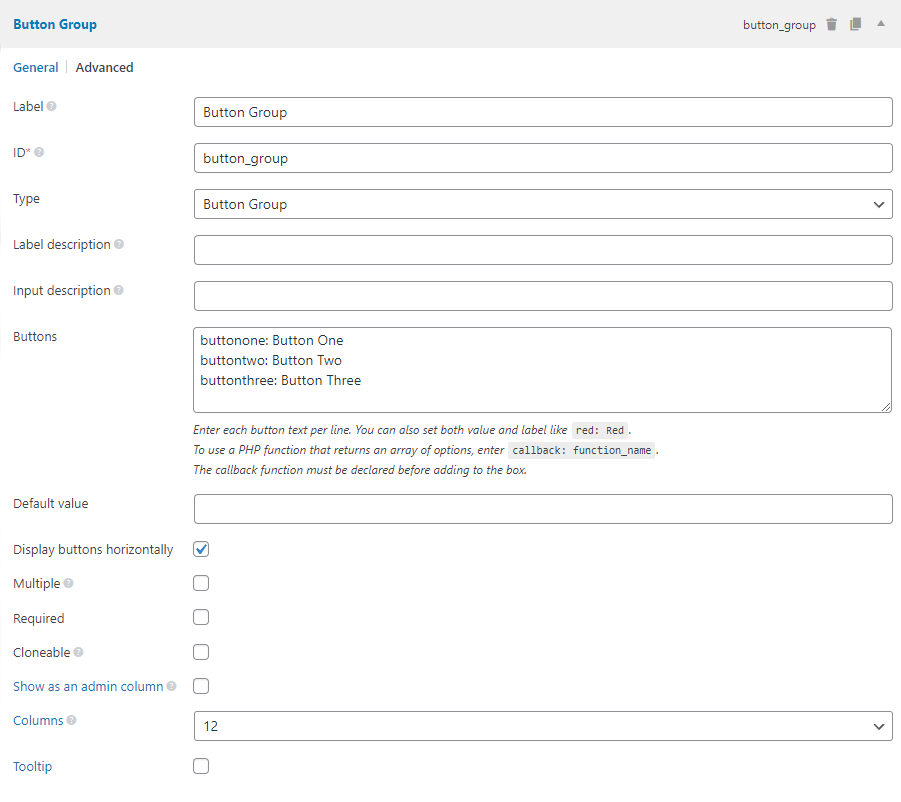 Button Group button_group
General Advanced
Label
Button Group
ID*
button_group
Type
Button Group
Label description
Input description
Buttons
buttonone: Button One
buttontwo: Button Two
buttonthree: Button Three
Enter each button text per line. You can also set both value and label like red: Red .
To use a PHP function that returns an array of options, enter callback: function_name .
The callback function must be declared before adding to the box.
Default value
Display buttons horizontally
Multiple
Required
Cloneable
Show as an admin column
Columns
12
Tooltip